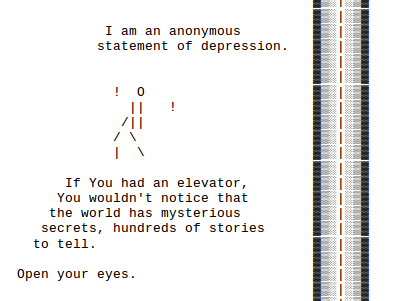 I am an anonymous
statement of depression.
!  O
||   !
/||
/ \
|  \
If You had an elevator,
You wouldn't notice that
the world has mysterious
secrets, hundreds of stories
to tell.
Open your eyes.